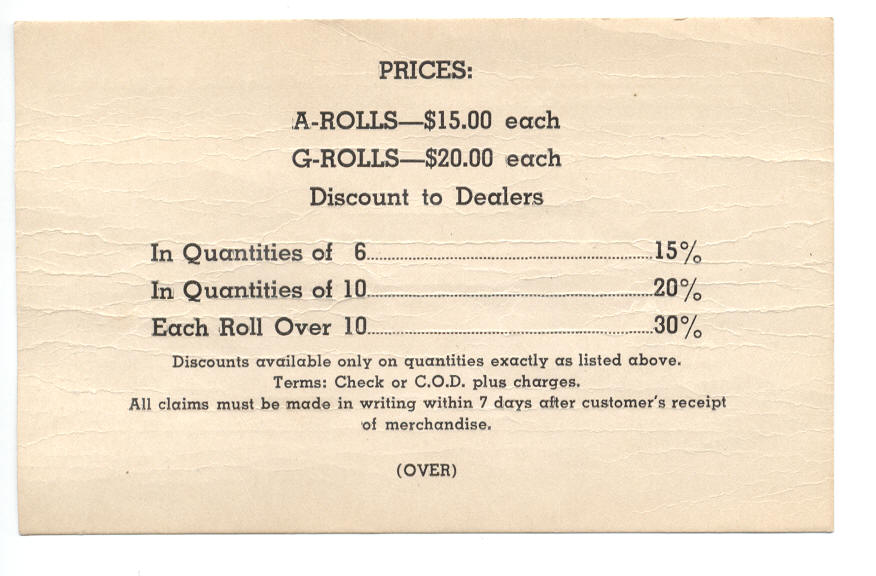 PRICES:
A-ROLLS—$15.00 each
G-ROLLS—$20.00 each
Discount to Dealers
In Quantities of 6..........15%
In Quantities of 10..........20%
Each Roll Over 10..........30%
Discounts available only on quantities exactly as listed above.
Terms: Check or C.O.D. plus charges.
All claims must be made in writing within 7 days after customer's receipt
of merchandise.
(OVER)